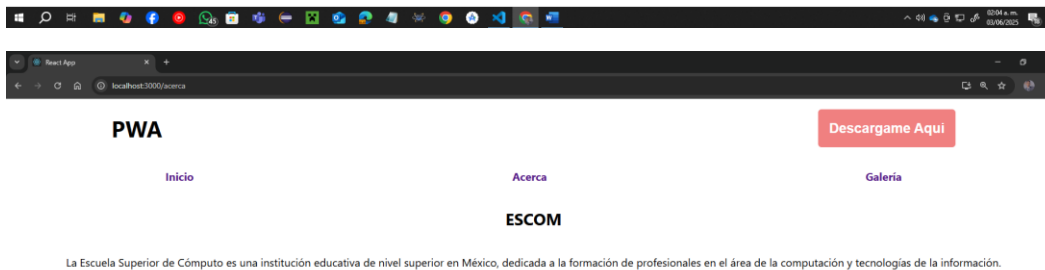 45
02:04 a. m.
03/06/2025
React App
localhost:3000/acerca
PWA
Descargame Aqui
Inicio
Acerca
Galería
ESCOM
La Escuela Superior de Cómputo es una institución educativa de nivel superior en México, dedicada a la formación de profesionales en el área de la computación y tecnologías de la información.